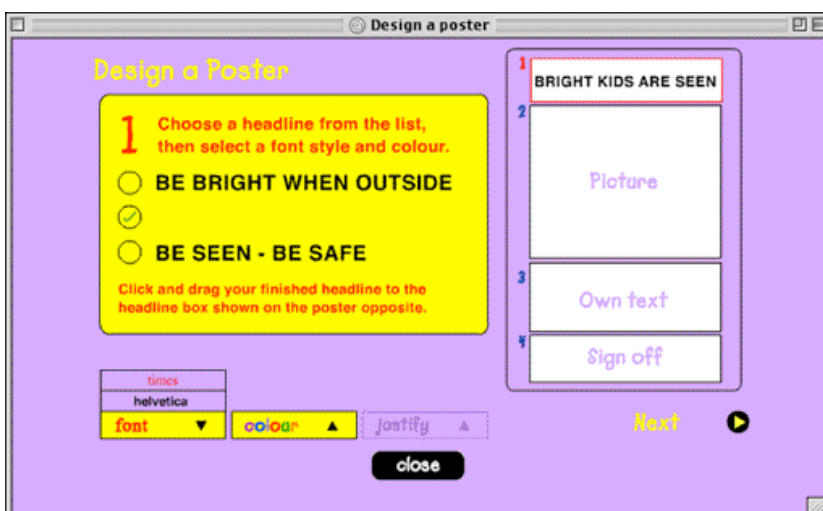 Design a poster
Design a Poster
1 Choose a headline from the list,
then select a font style and colour.
BE BRIGHT WHEN OUTSIDE
BE SEEN - BE SAFE
Click and drag your finished headline to the
headline box shown on the poster opposite.
1
BRIGHT KIDS ARE SEEN
2
Picture
3
Own text
4
Sign off
times
helvetica
font
colour
justify
Next
close